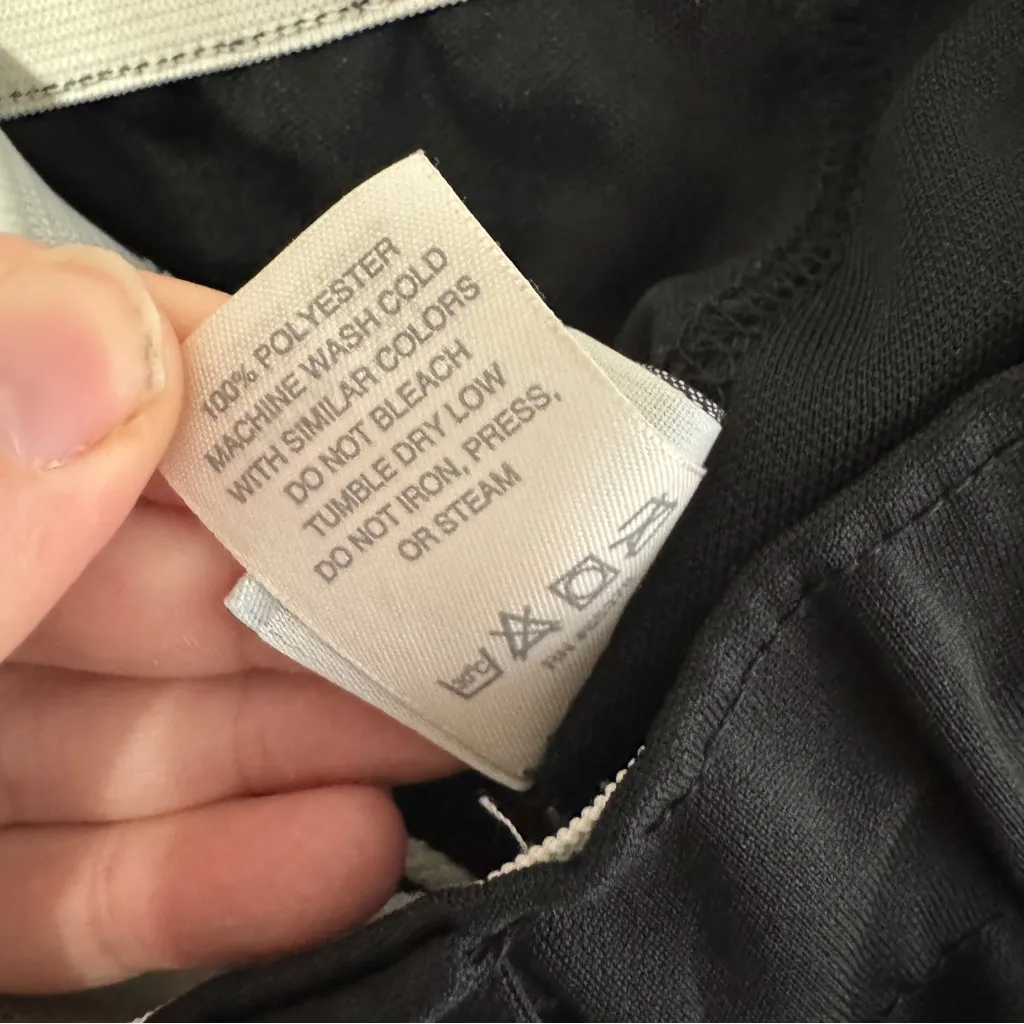 100% POLYESTER
MACHINE WASH COLD
WITH SIMILAR COLORS
DO NOT BLEACH
TUMBLE DRY LOW
DO NOT IRON, PRESS,
OR STEAM